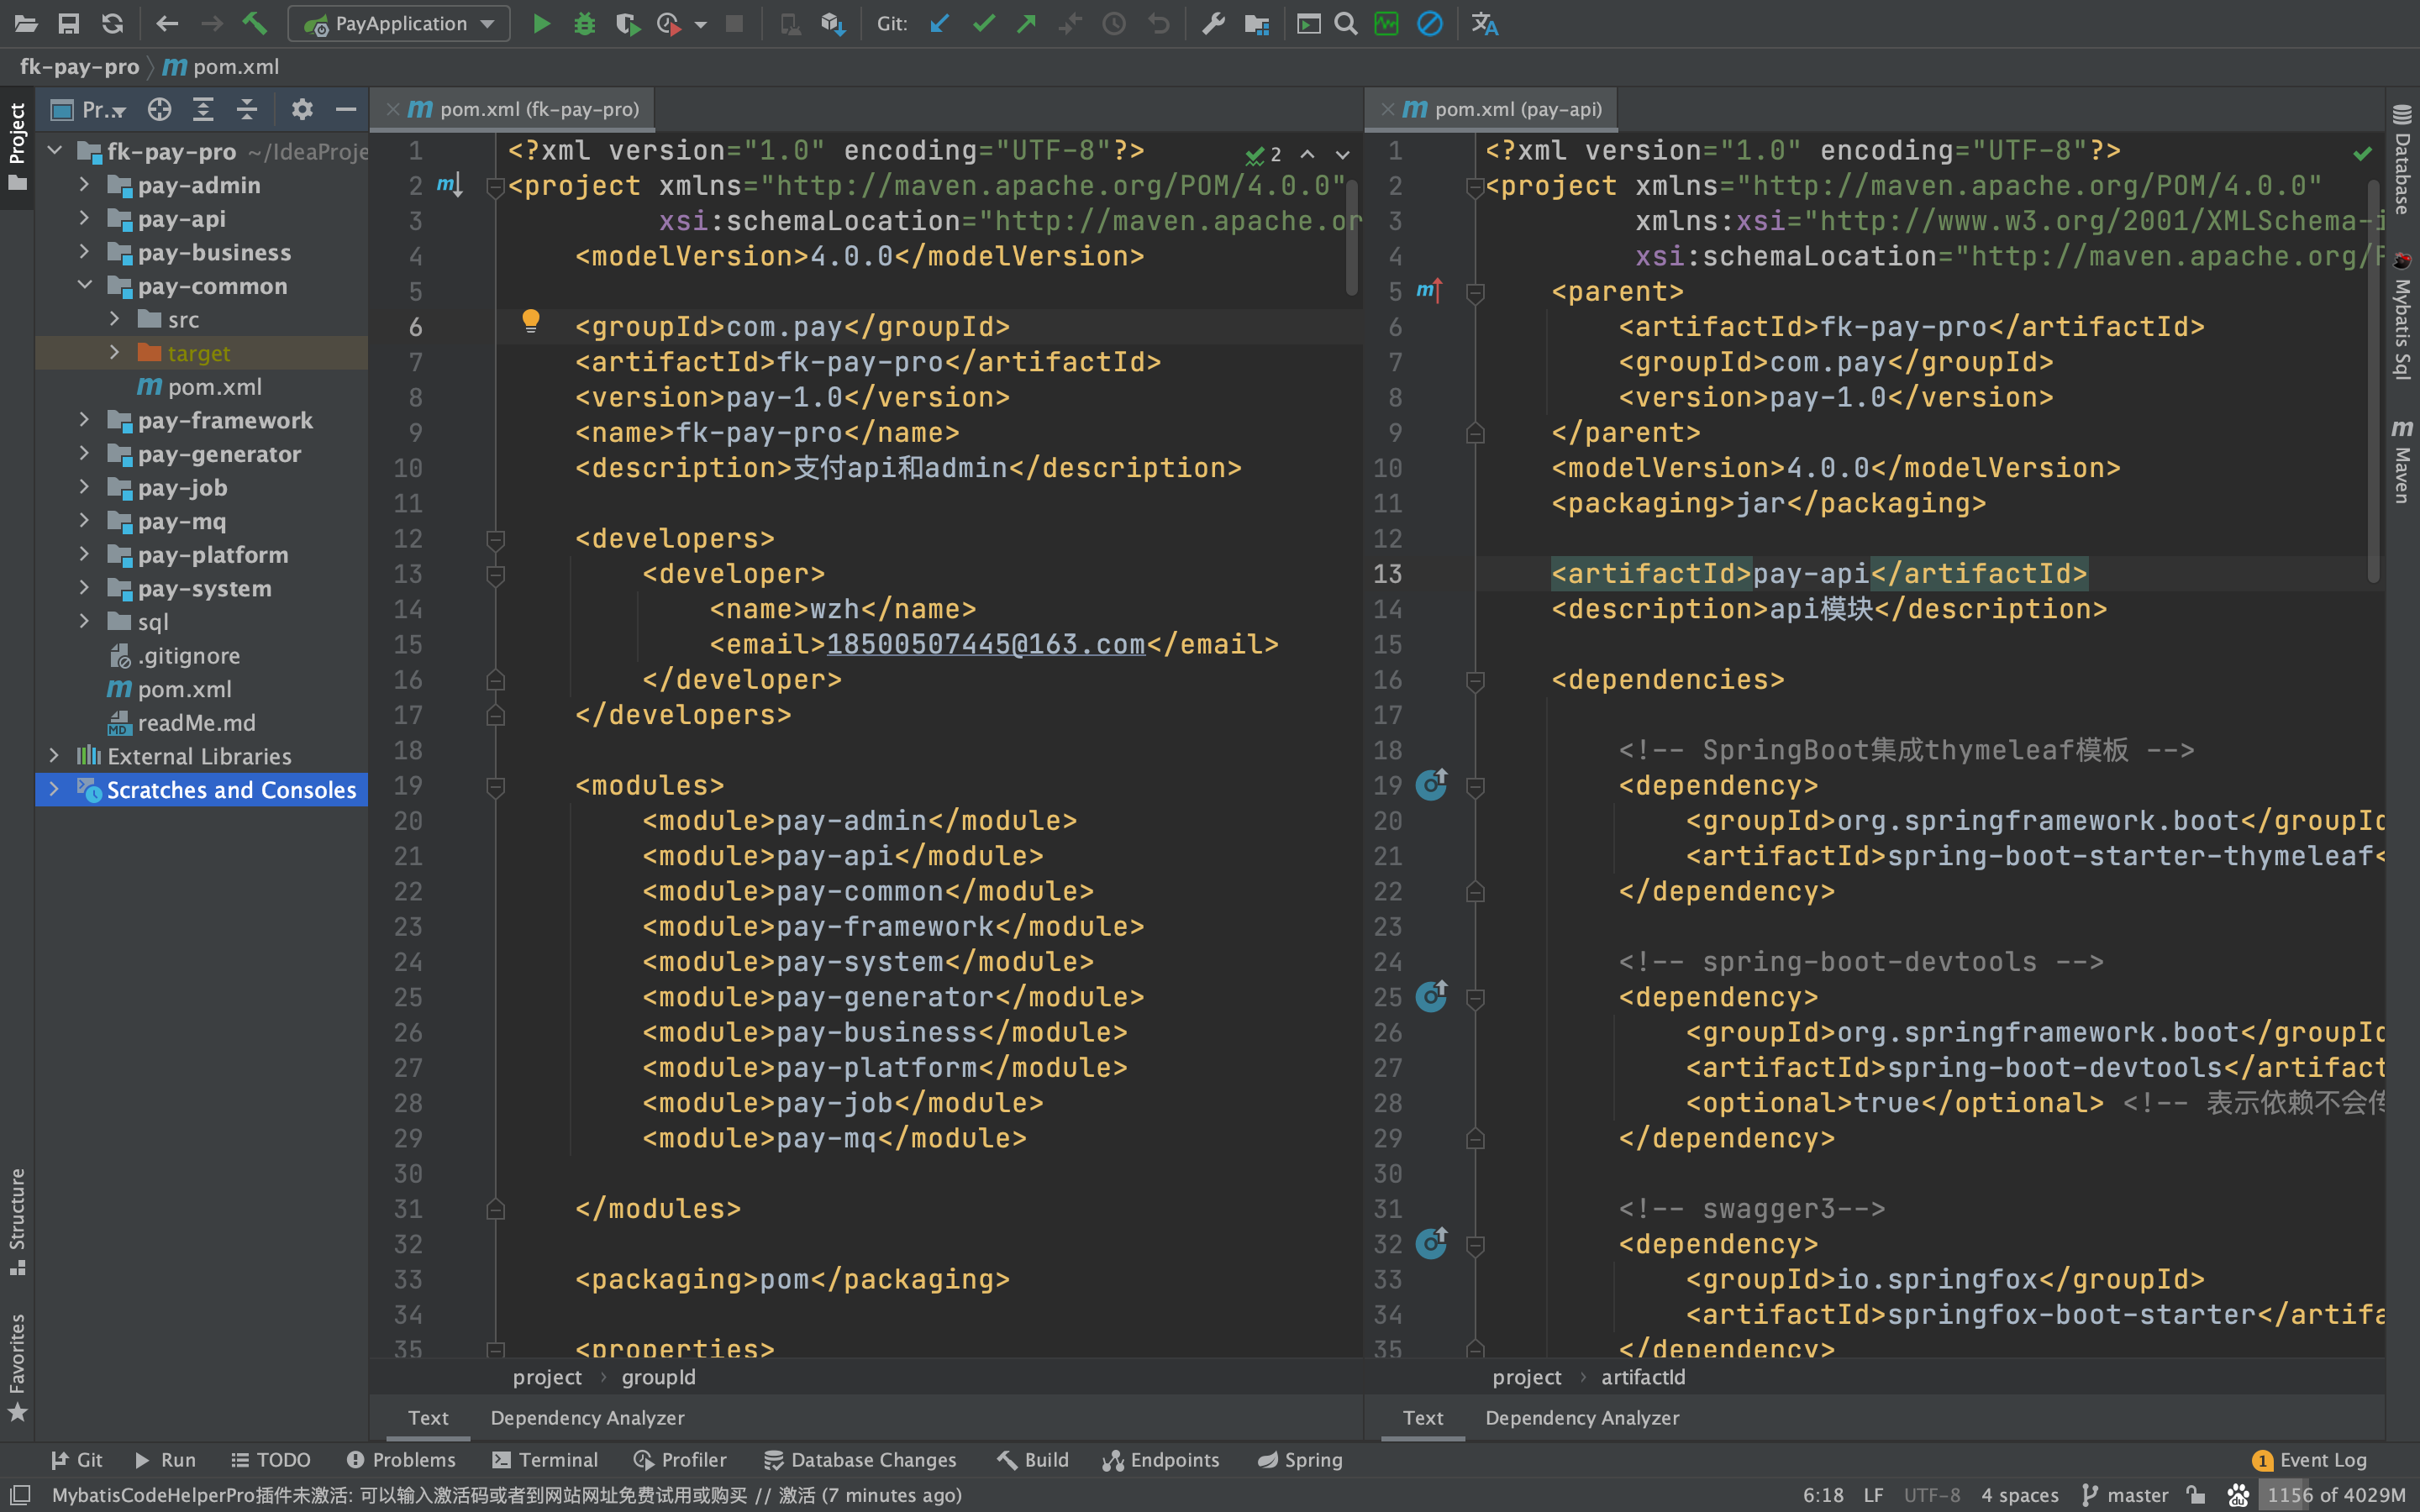 PayApplication
Git:
fk-pay-pro
pom.xml
Project
Pr...
fk-pay-pro ~/IdeaProje
pay-admin
pay-api
pay-business
pay-common
src
target
pom.xml
pay-framework
pay-generator
pay-job
pay-mq
pay-platform
pay-system
sql
.gitignore
pom.xml
readMe.md
External Libraries
Scratches and Consoles
Structure
Favorites
pom.xml (fk-pay-pro)
2
1 <?xml version="1.0" encoding="UTF-8"?>
2 <project xmlns="http://maven.apache.org/POM/4.0.0"
3 xsi:schemaLocation="http://maven.apache.or
4 <modelVersion>4.0.0</modelVersion>
5
6 <groupId>com.pay</groupId>
7 <artifactId>fk-pay-pro</artifactId>
8 <version>pay-1.0</version>
9 <name>fk-pay-pro</name>
10 <description>支付api和admin</description>
11
12 <developers>
13 <developer>
14 <name>wzh</name>
15 <email>18500507445@163.com</email>
16 </developer>
17 </developers>
18
19 <modules>
20 <module>pay-admin</module>
21 <module>pay-api</module>
22 <module>pay-common</module>
23 <module>pay-framework</module>
24 <module>pay-system</module>
25 <module>pay-generator</module>
26 <module>pay-business</module>
27 <module>pay-platform</module>
28 <module>pay-job</module>
29 <module>pay-mq</module>
30
31 </modules>
32
33 <packaging>pom</packaging>
34
35 <properties>
project › groupId
Text Dependency Analyzer
pom.xml (pay-api)
1 <?xml version="1.0" encoding="UTF-8"?>
2 <project xmlns="http://maven.apache.org/POM/4.0.0"
3 xmlns:xsi="http://www.w3.org/2001/XMLSchema-i
4 xsi:schemaLocation="http://maven.apache.org/P
5 <parent>
6 <artifactId>fk-pay-pro</artifactId>
7 <groupId>com.pay</groupId>
8 <version>pay-1.0</version>
9 </parent>
10 <modelVersion>4.0.0</modelVersion>
11 <packaging>jar</packaging>
12
13 <artifactId>pay-api</artifactId>
14 <description>api模块</description>
15
16 <dependencies>
17
18 <!-- SpringBoot集成thymeleaf模板 -->
19 <dependency>
20 <groupId>org.springframework.boot</groupId
21 <artifactId>spring-boot-starter-thymeleaf<
22 </dependency>
23
24 <!-- spring-boot-devtools -->
25 <dependency>
26 <groupId>org.springframework.boot</groupId
27 <artifactId>spring-boot-devtools</artifact
28 <optional>true</optional> <!-- 表示依赖不会传
29 </dependency>
30
31 <!-- swagger3-->
32 <dependency>
33 <groupId>io.springfox</groupId>
34 <artifactId>springfox-boot-starter</artifa
35 </dependency>
project › artifactId
Text Dependency Analyzer
Database
Mybatis Sql
Maven
Git Run TODO Problems Terminal Profiler Database Changes Build Endpoints Spring 1 Event Log
MybatisCodeHelperPro插件未激活: 可以输入激活码或者到网站网址免费试用或购买 // 激活 (7 minutes ago) 6:18 LF UTF-8 4 spaces master du 1156 of 4029M